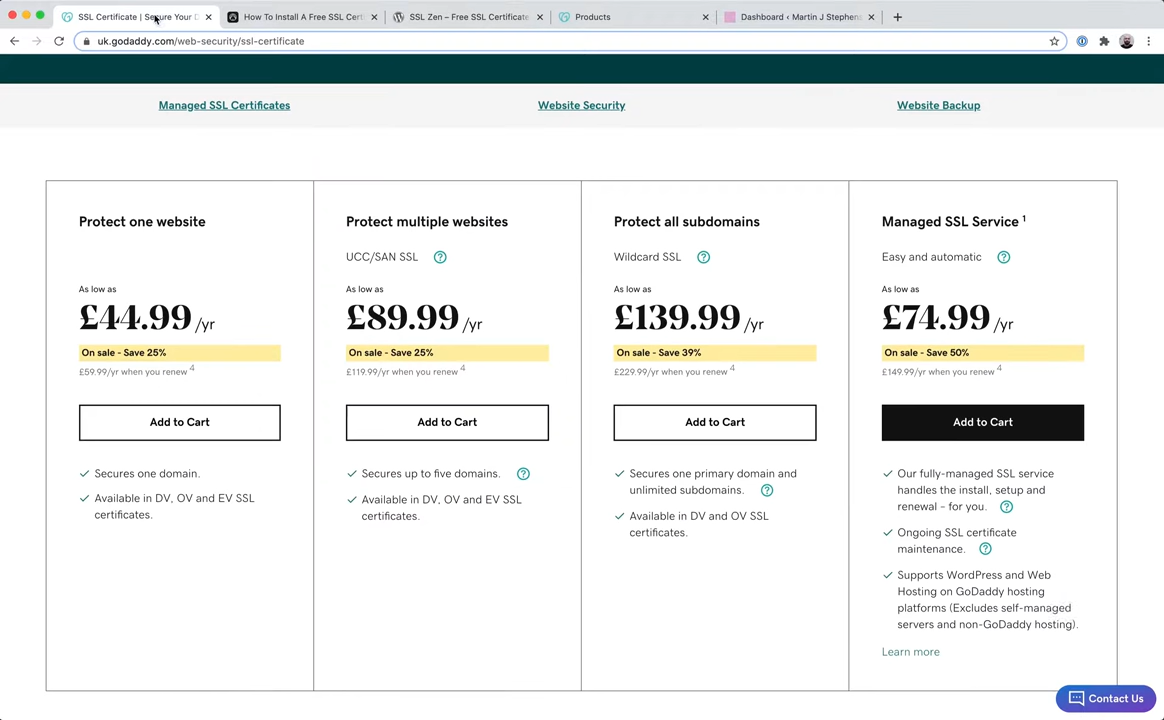 SSL Certificate | Secure Your D
How To Install A Free SSL Cert
SSL Zen – Free SSL Certificate
Products
Dashboard ‹ Martin J Stephens
uk.godaddy.com/web-security/ssl-certificate
Managed SSL Certificates
Website Security
Website Backup
Protect one website
As low as
£44.99 /yr
On sale - Save 25%
£59.99/yr when you renew 4
Add to Cart
Secures one domain.
Available in DV, OV and EV SSL
certificates.
Protect multiple websites
UCC/SAN SSL ?
As low as
£89.99 /yr
On sale - Save 25%
£119.99/yr when you renew 4
Add to Cart
Secures up to five domains. ?
Available in DV, OV and EV SSL
certificates.
Protect all subdomains
Wildcard SSL ?
As low as
£139.99 /yr
On sale - Save 39%
£229.99/yr when you renew 4
Add to Cart
Secures one primary domain and
unlimited subdomains. ?
Available in DV and OV SSL
certificates.
Managed SSL Service 1
Easy and automatic ?
As low as
£74.99 /yr
On sale - Save 50%
£149.99/yr when you renew 4
Add to Cart
Our fully-managed SSL service
handles the install, setup and
renewal – for you. ?
Ongoing SSL certificate
maintenance. ?
Supports WordPress and Web
Hosting on GoDaddy hosting
platforms (Excludes self-managed
servers and non-GoDaddy hosting).
Learn more
Contact Us